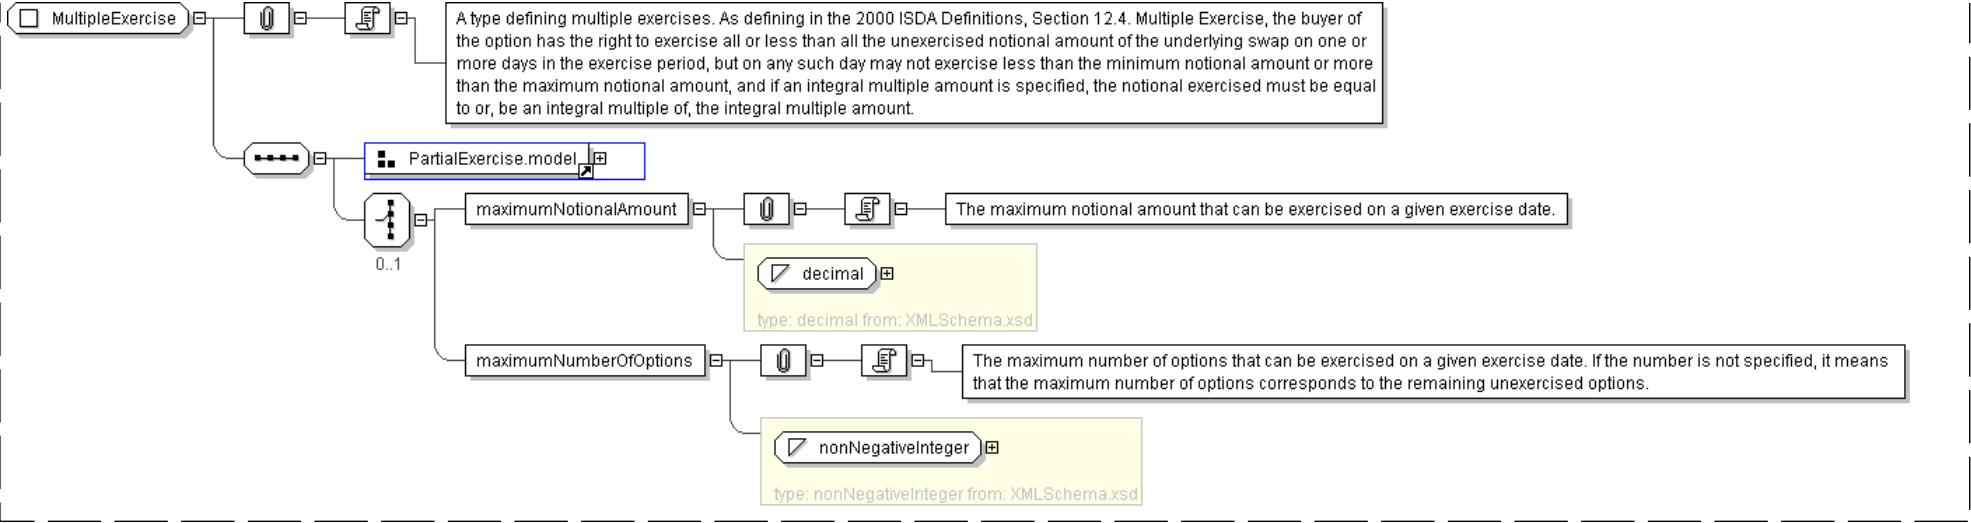 MultipleExercise
A type defining multiple exercises. As defining in the 2000 ISDA Definitions, Section 12.4. Multiple Exercise, the buyer of
the option has the right to exercise all or less than all the unexercised notional amount of the underlying swap on one or
more days in the exercise period, but on any such day may not exercise less than the minimum notional amount or more
than the maximum notional amount, and if an integral multiple amount is specified, the notional exercised must be equal
to or, be an integral multiple of, the integral multiple amount.
PartialExercise.model
0..1
maximumNotionalAmount
The maximum notional amount that can be exercised on a given exercise date.
decimal
type: decimal from: XMLSchema.xsd
maximumNumberOfOptions
The maximum number of options that can be exercised on a given exercise date. If the number is not specified, it means
that the maximum number of options corresponds to the remaining unexercised options.
nonNegativeInteger
type: nonNegativeInteger from: XMLSchema.xsd